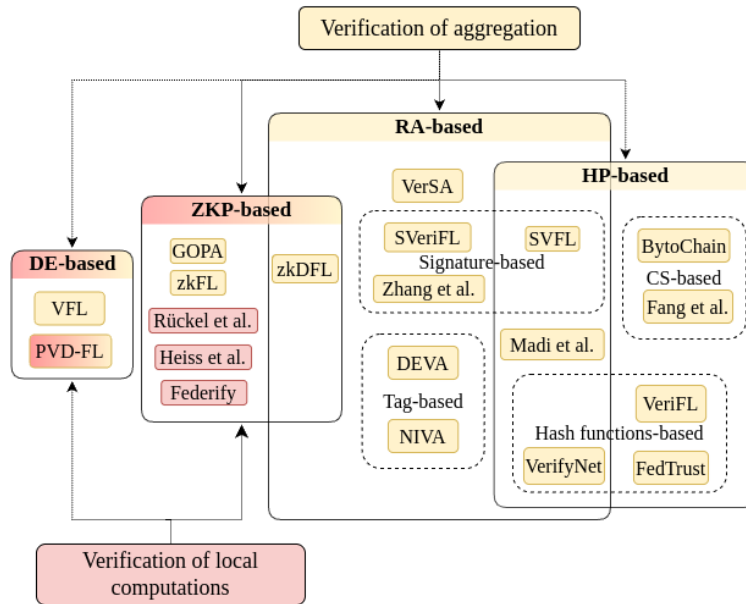 Verification of aggregation
RA-based
HP-based
ZKP-based
DE-based
VerSA
SVeriFL
SVFL
Signature-based
Zhang et al.
BytoChain
CS-based
Fang et al.
GOPA
zkFL
zkDFL
Rückel et al.
Heiss et al.
Federify
VFL
PVD-FL
DEVA
Tag-based
NIVA
Madi et al.
VeriFL
Hash functions-based
VerifyNet
FedTrust
Verification of local
computations